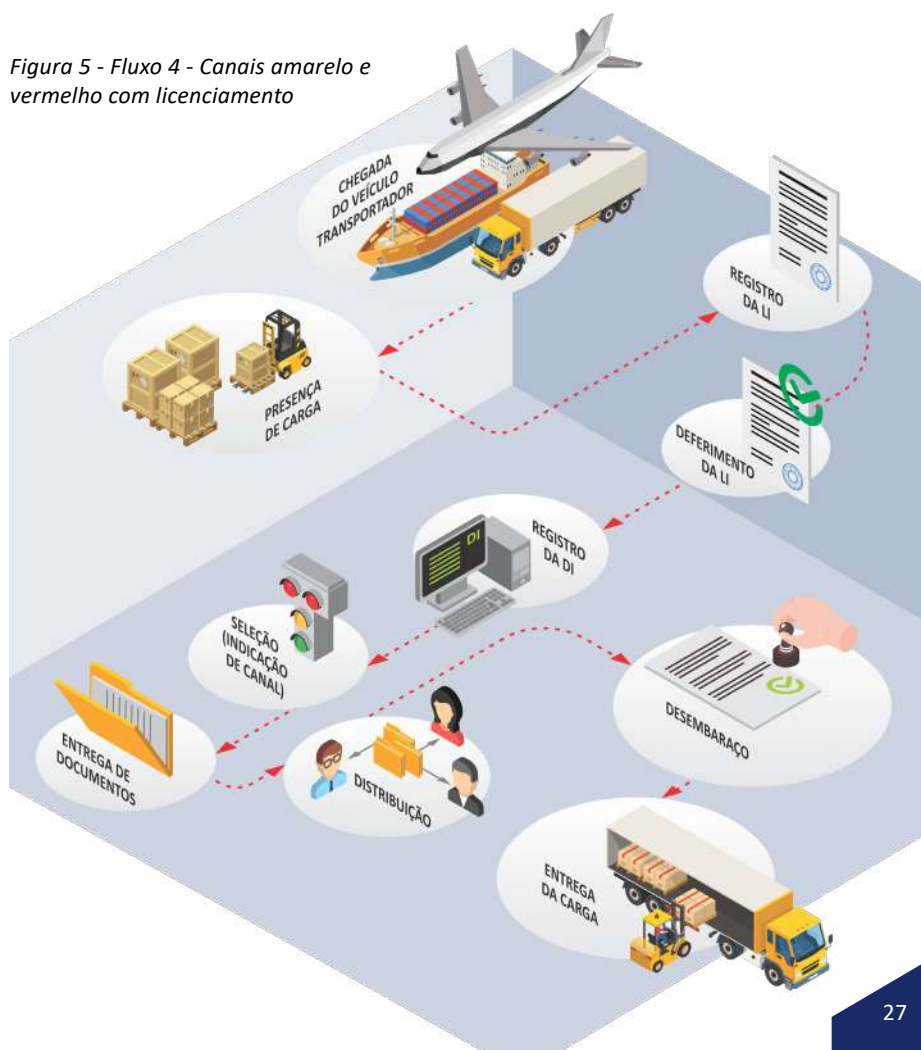 Figura 5 - Fluxo 4 - Canais amarelo e
vermelho com licenciamento
CHEGADA
DO VEÍCULO
TRANSPORTADOR
PRESENÇA
DE CARGA
REGISTRO
DA LI
DEFERIMENTO
DA LI
DI
REGISTRO
DA DI
SELEÇÃO
(INDICAÇÃO
DE CANAL)
ENTREGA DE
DOCUMENTOS
DISTRIBUIÇÃO
DESEMBARAÇO
ENTREGA
DA CARGA
27